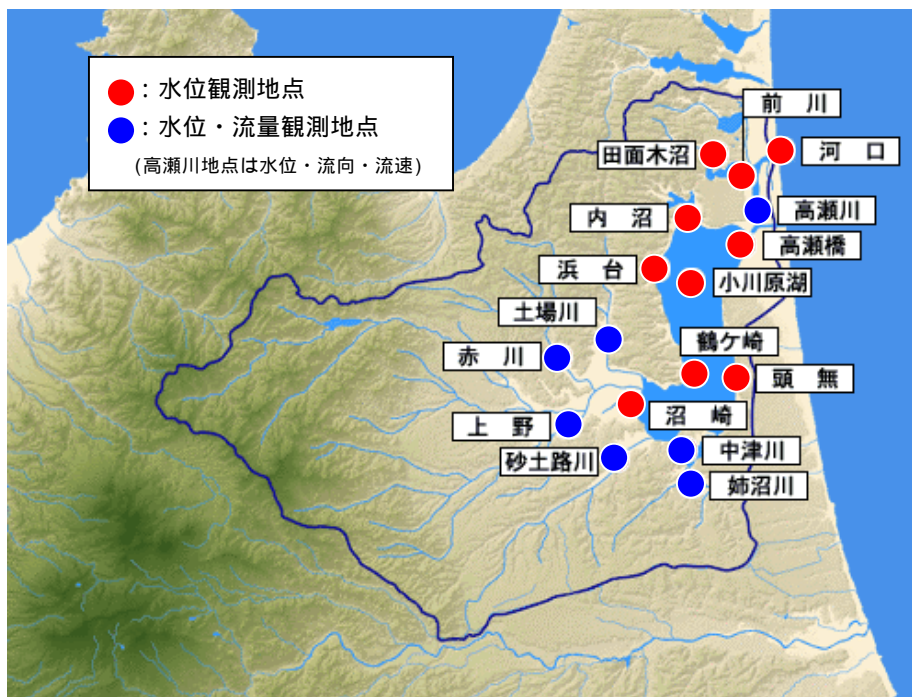 ：水位観測地点
：水位・流量観測地点
(高瀬川地点は水位・流向・流速)
前　川
田面木沼
河　口
内　沼
高瀬川
高瀬橋
浜　台
小川原湖
土場川
鶴ケ崎
赤　川
頭　無
沼　崎
上　野
中津川
砂土路川
姉沼川